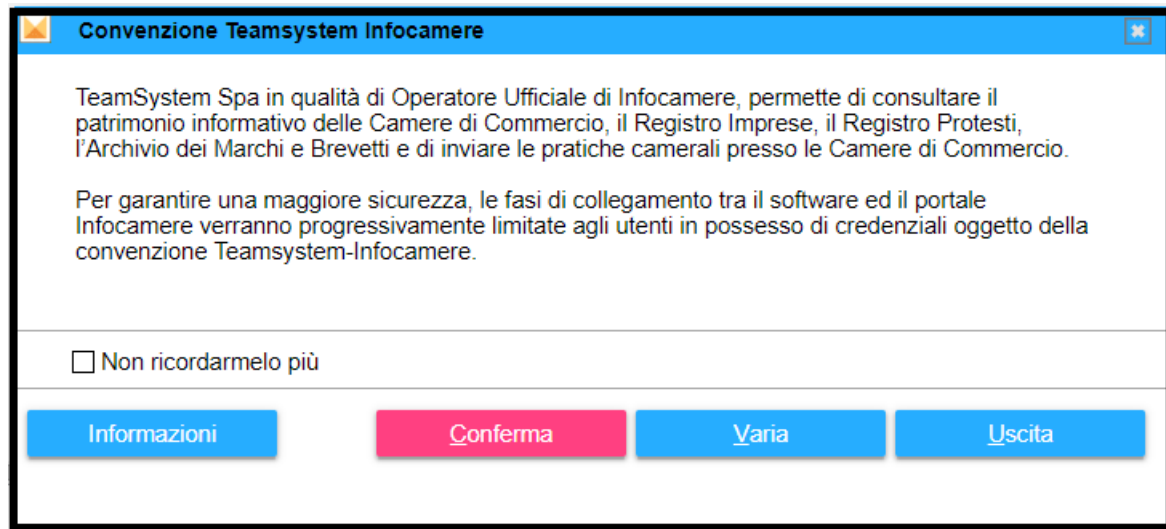 Convenzione Teamsystem Infocamere
TeamSystem Spa in qualità di Operatore Ufficiale di Infocamere, permette di consultare il
patrimonio informativo delle Camere di Commercio, il Registro Imprese, il Registro Protesti,
l'Archivio dei Marchi e Brevetti e di inviare le pratiche camerali presso le Camere di Commercio.
Per garantire una maggiore sicurezza, le fasi di collegamento tra il software ed il portale
Infocamere verranno progressivamente limitate agli utenti in possesso di credenziali oggetto della
convenzione Teamsystem-Infocamere.
Non ricordarmelo più
Informazioni Conferma Varia Uscita